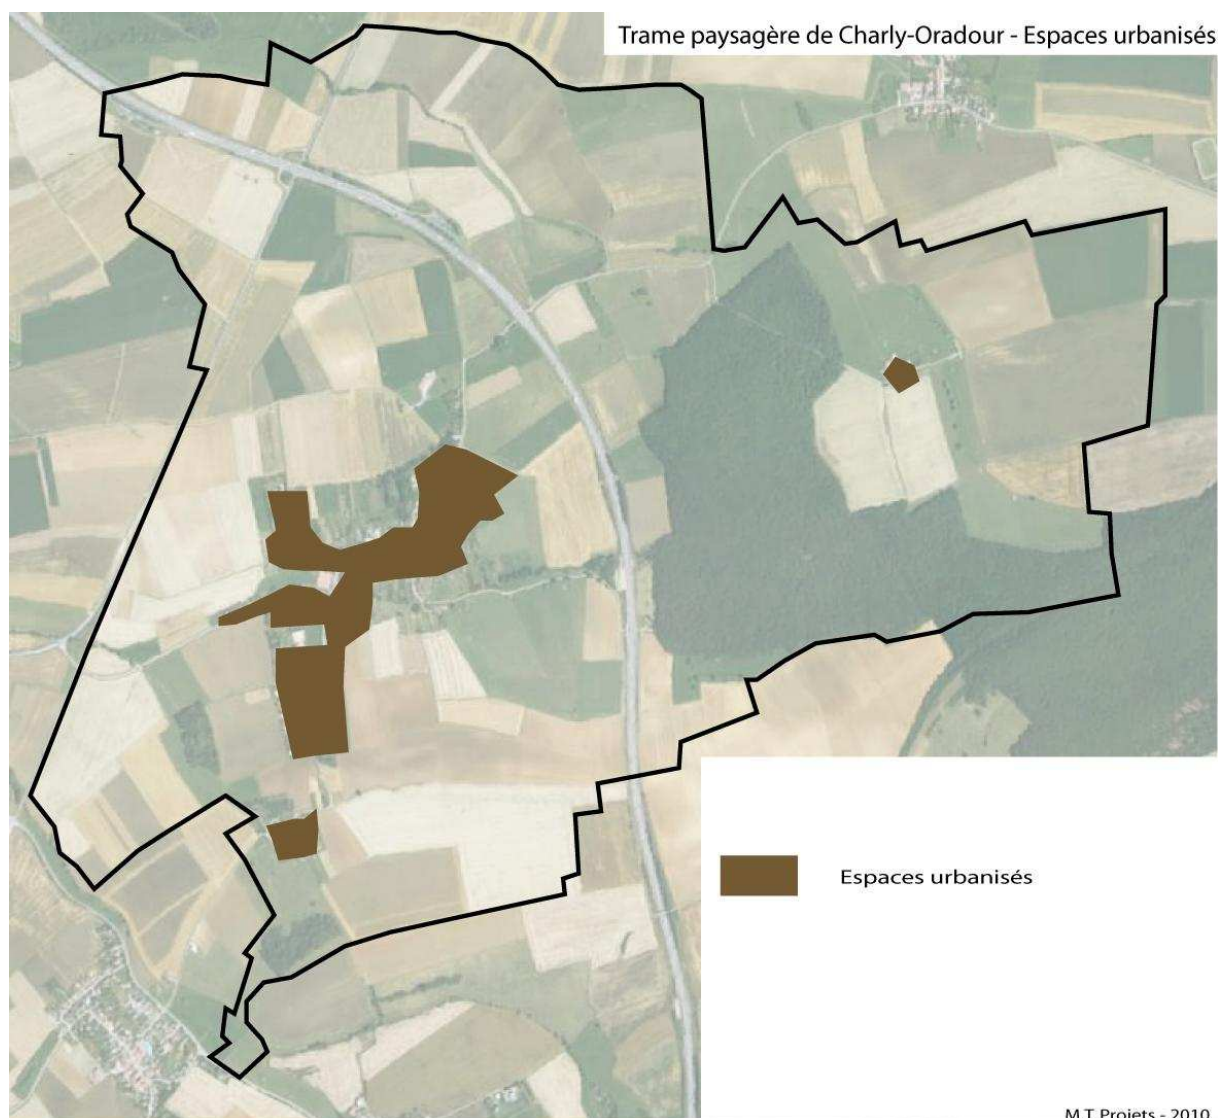 Trame paysagère de Charly-Oradour - Espaces urbanisés
Espaces urbanisés
M.T. Projets - 2010